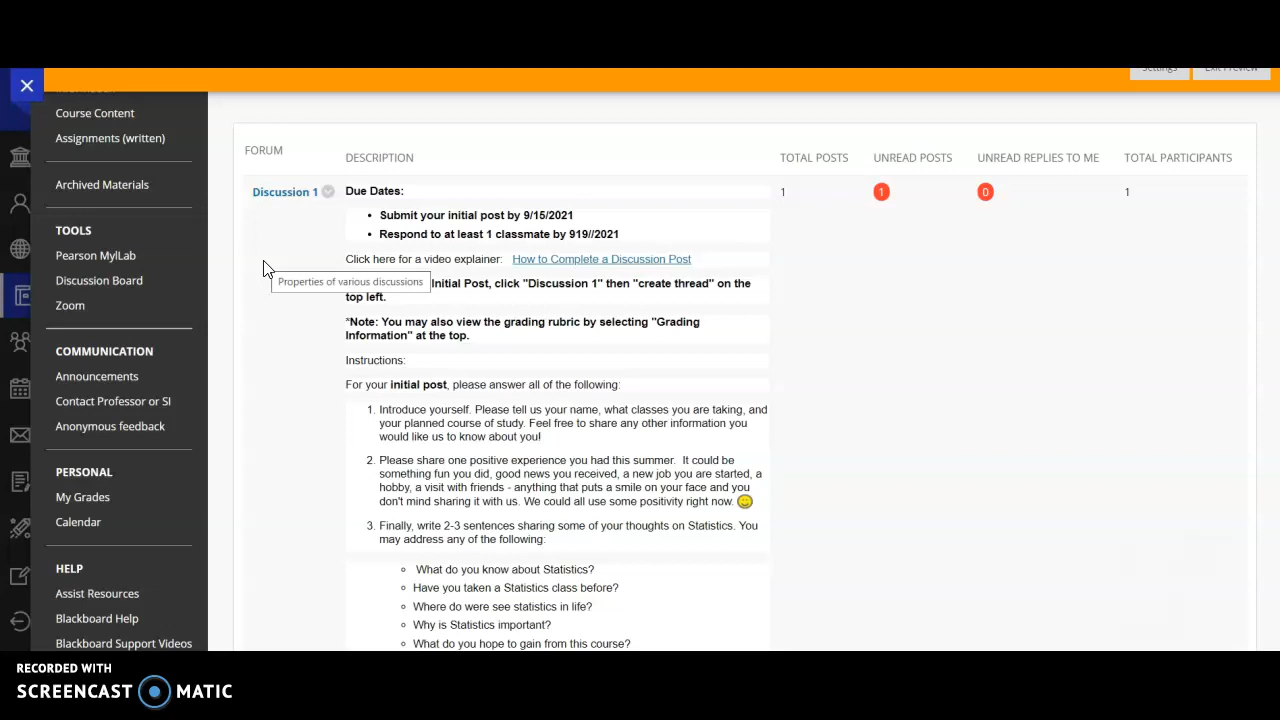 Settings
Exit Preview
Course Content
Assignments (written)
Archived Materials
TOOLS
Pearson MylLab
Discussion Board
Zoom
COMMUNICATION
Announcements
Contact Professor or SI
Anonymous feedback
PERSONAL
My Grades
Calendar
HELP
Assist Resources
Blackboard Help
Blackboard Support Videos
FORUM
DESCRIPTION
TOTAL POSTS
UNREAD POSTS
UNREAD REPLIES TO ME
TOTAL PARTICIPANTS
Discussion 1
Due Dates:
1
1
0
1
• Submit your initial post by 9/15/2021
• Respond to at least 1 classmate by 919//2021
Click here for a video explainer: How to Complete a Discussion Post
Properties of various discussions
Initial Post, click "Discussion 1" then "create thread" on the
top left.
*Note: You may also view the grading rubric by selecting "Grading
Information" at the top.
Instructions:
For your initial post, please answer all of the following:
1. Introduce yourself. Please tell us your name, what classes you are taking, and
your planned course of study. Feel free to share any other information you
would like us to know about you!
2. Please share one positive experience you had this summer. It could be
something fun you did, good news you received, a new job you are started, a
hobby, a visit with friends - anything that puts a smile on your face and you
don't mind sharing it with us. We could all use some positivity right now.
3. Finally, write 2-3 sentences sharing some of your thoughts on Statistics. You
may address any of the following:
What do you know about Statistics?
Have you taken a Statistics class before?
Where do were see statistics in life?
Why is Statistics important?
What do you hope to gain from this course?
RECORDED WITH
SCREENCAST MATIC